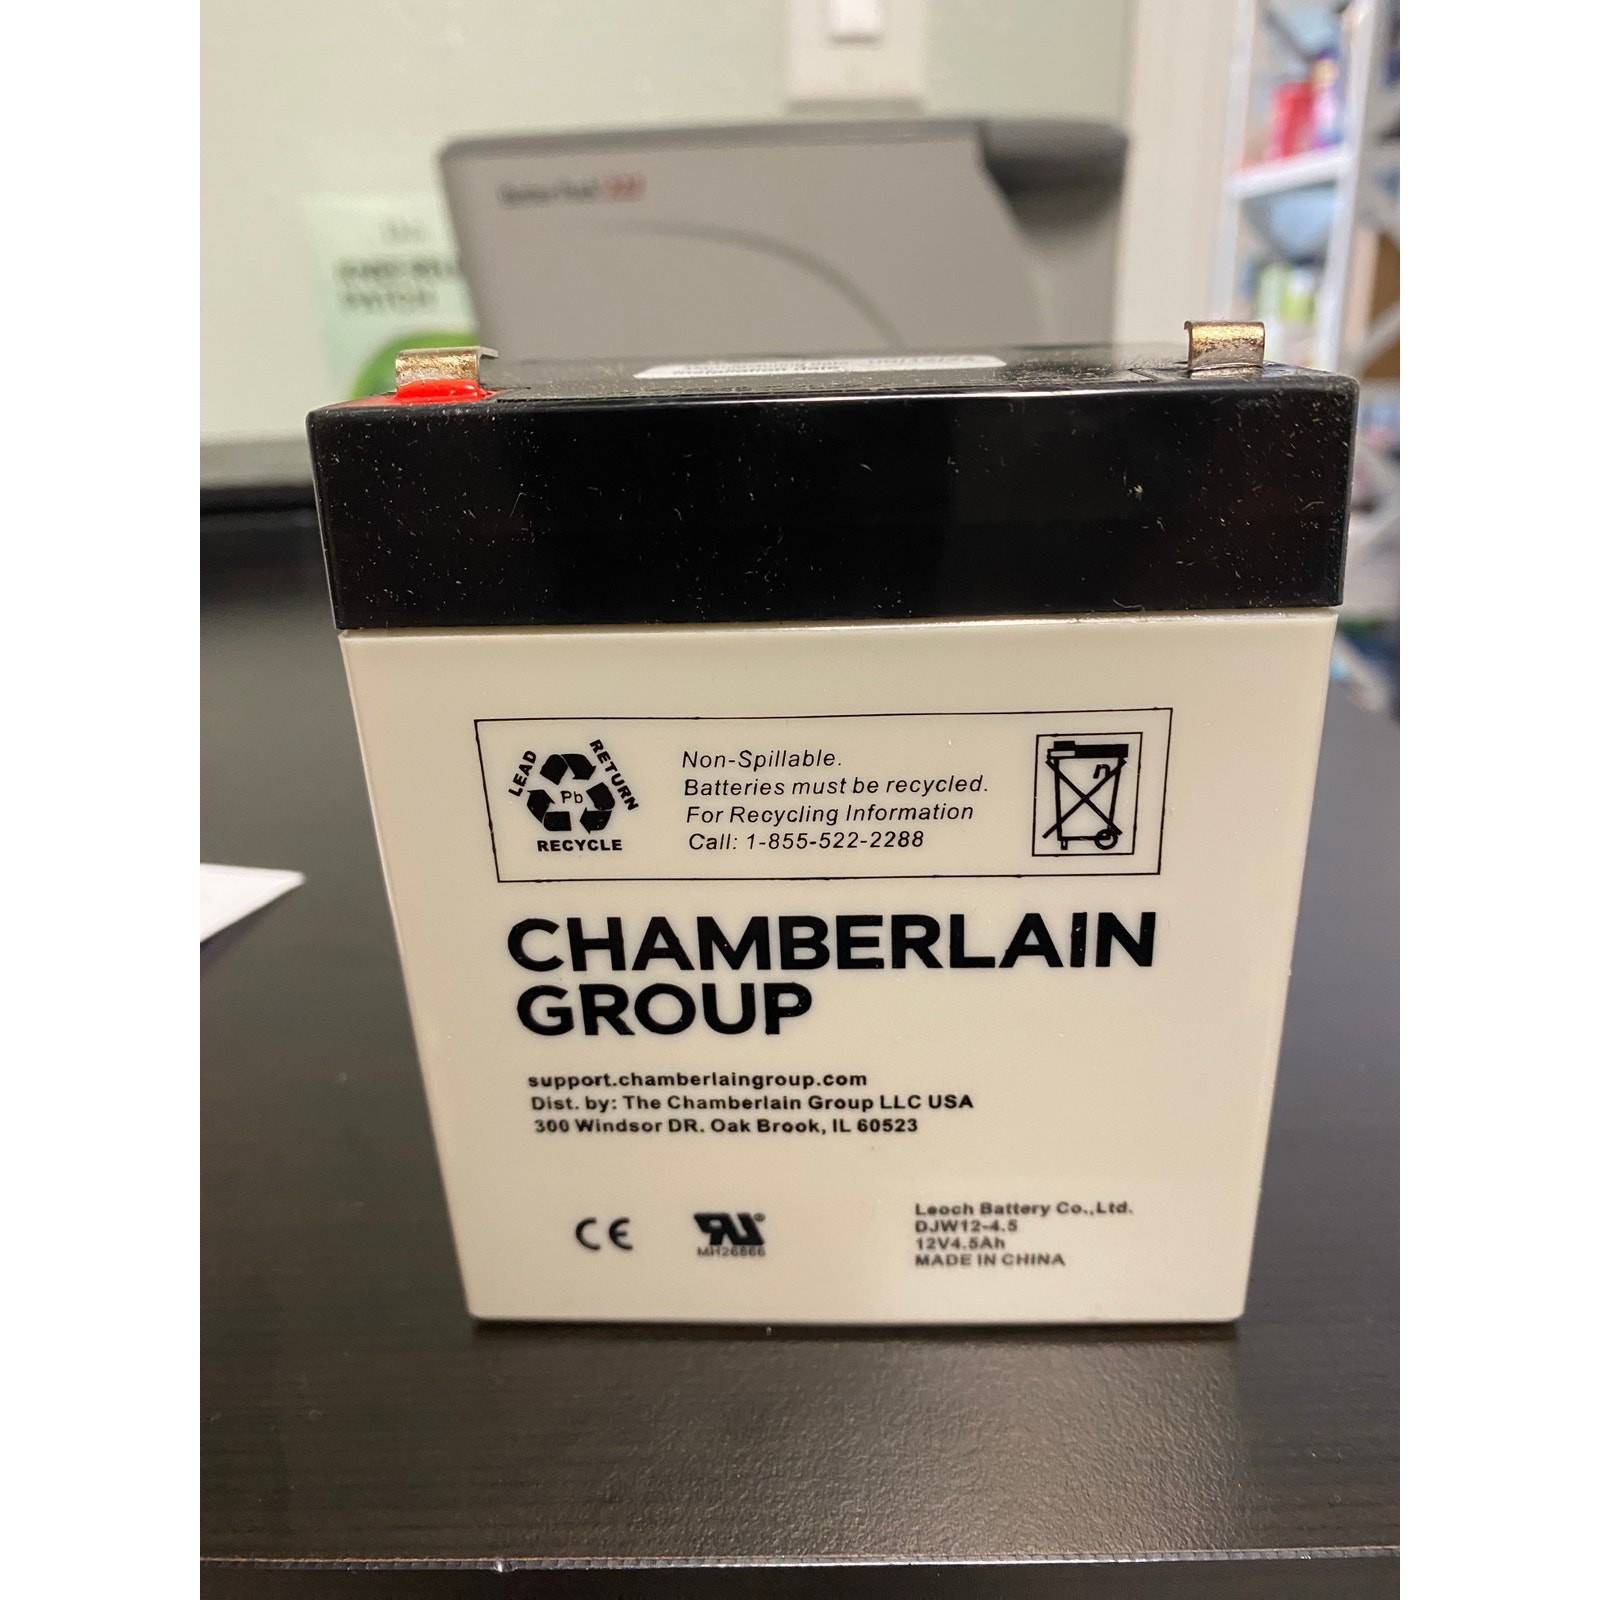 LEAD
RETURN
Pb
RECYCLE
Non-Spillable.
Batteries must be recycled.
For Recycling Information
Call: 1-855-522-2288
CHAMBERLAIN
GROUP
support.chamberlaingroup.com
Dist. by: The Chamberlain Group LLC USA
300 Windsor DR. Oak Brook, IL 60523
CE
MH26866
Leoch Battery Co.,Ltd.
DJW12-4.5
12V4.5Ah
MADE IN CHINA